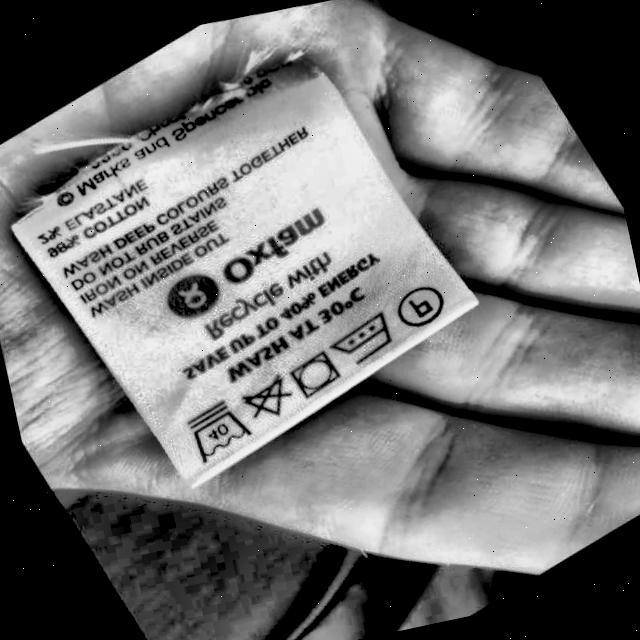 40 P
WASH AT 30°C
SAVE UP TO 40% ENERGY
Recycle with
Oxfam
WASH INSIDE OUT
IRON ON REVERSE
DO NOT RUB STAINS
WASH DEEP COLOURS TOGETHER
98% COTTON
2% ELASTANE
© Marks and Spencer plc